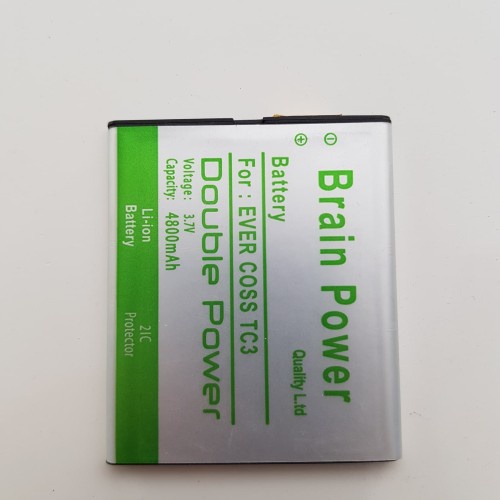 Brain Power
Quality L.td
Battery
For : EVER COSS TC3
Double Power
Voltage: 3.7V
Capacity: 4800mAh
Li-ion
Battery
2IC
Protector